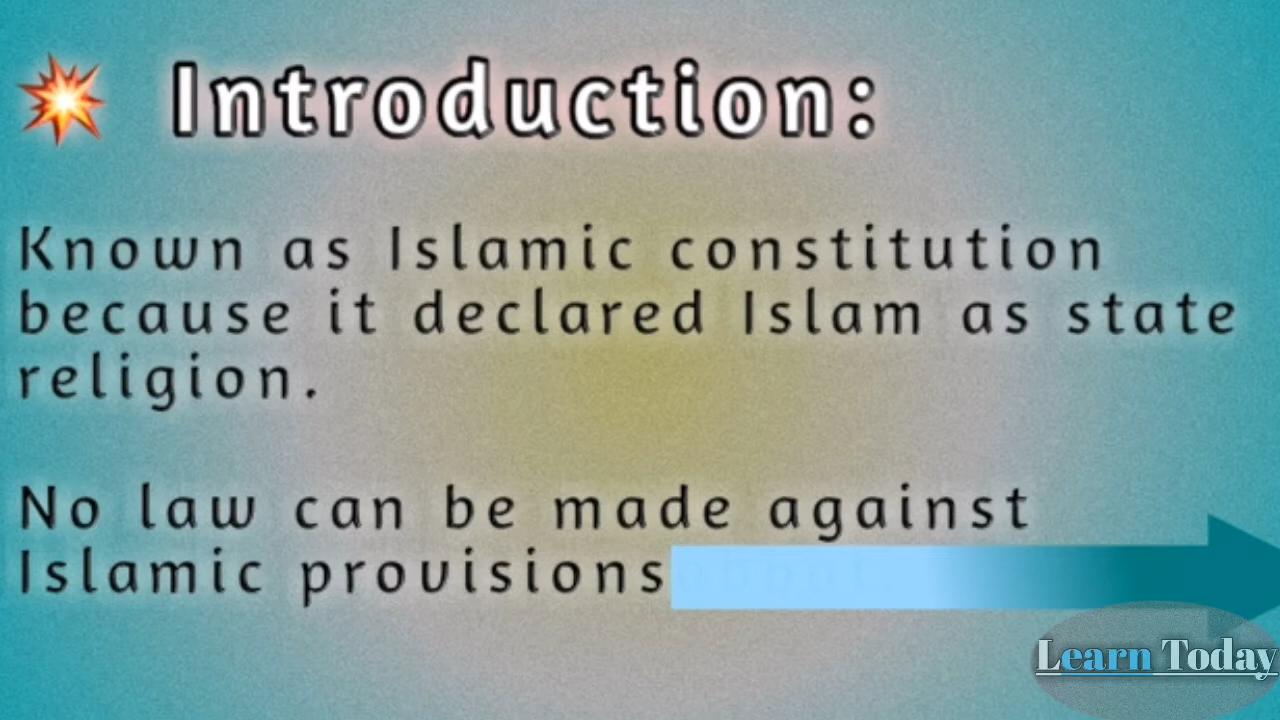 Introduction:
Known as Islamic constitution
because it declared Islam as state
religion.
No law can be made against
Islamic provisions
Learn Today